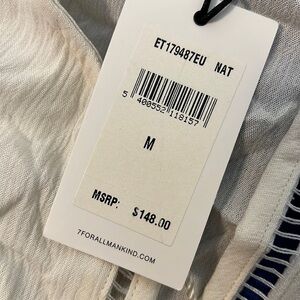 ET179487EU NAT
5 400552 118157
M
MSRP: $148.00
7FORALLMANKIND.COM